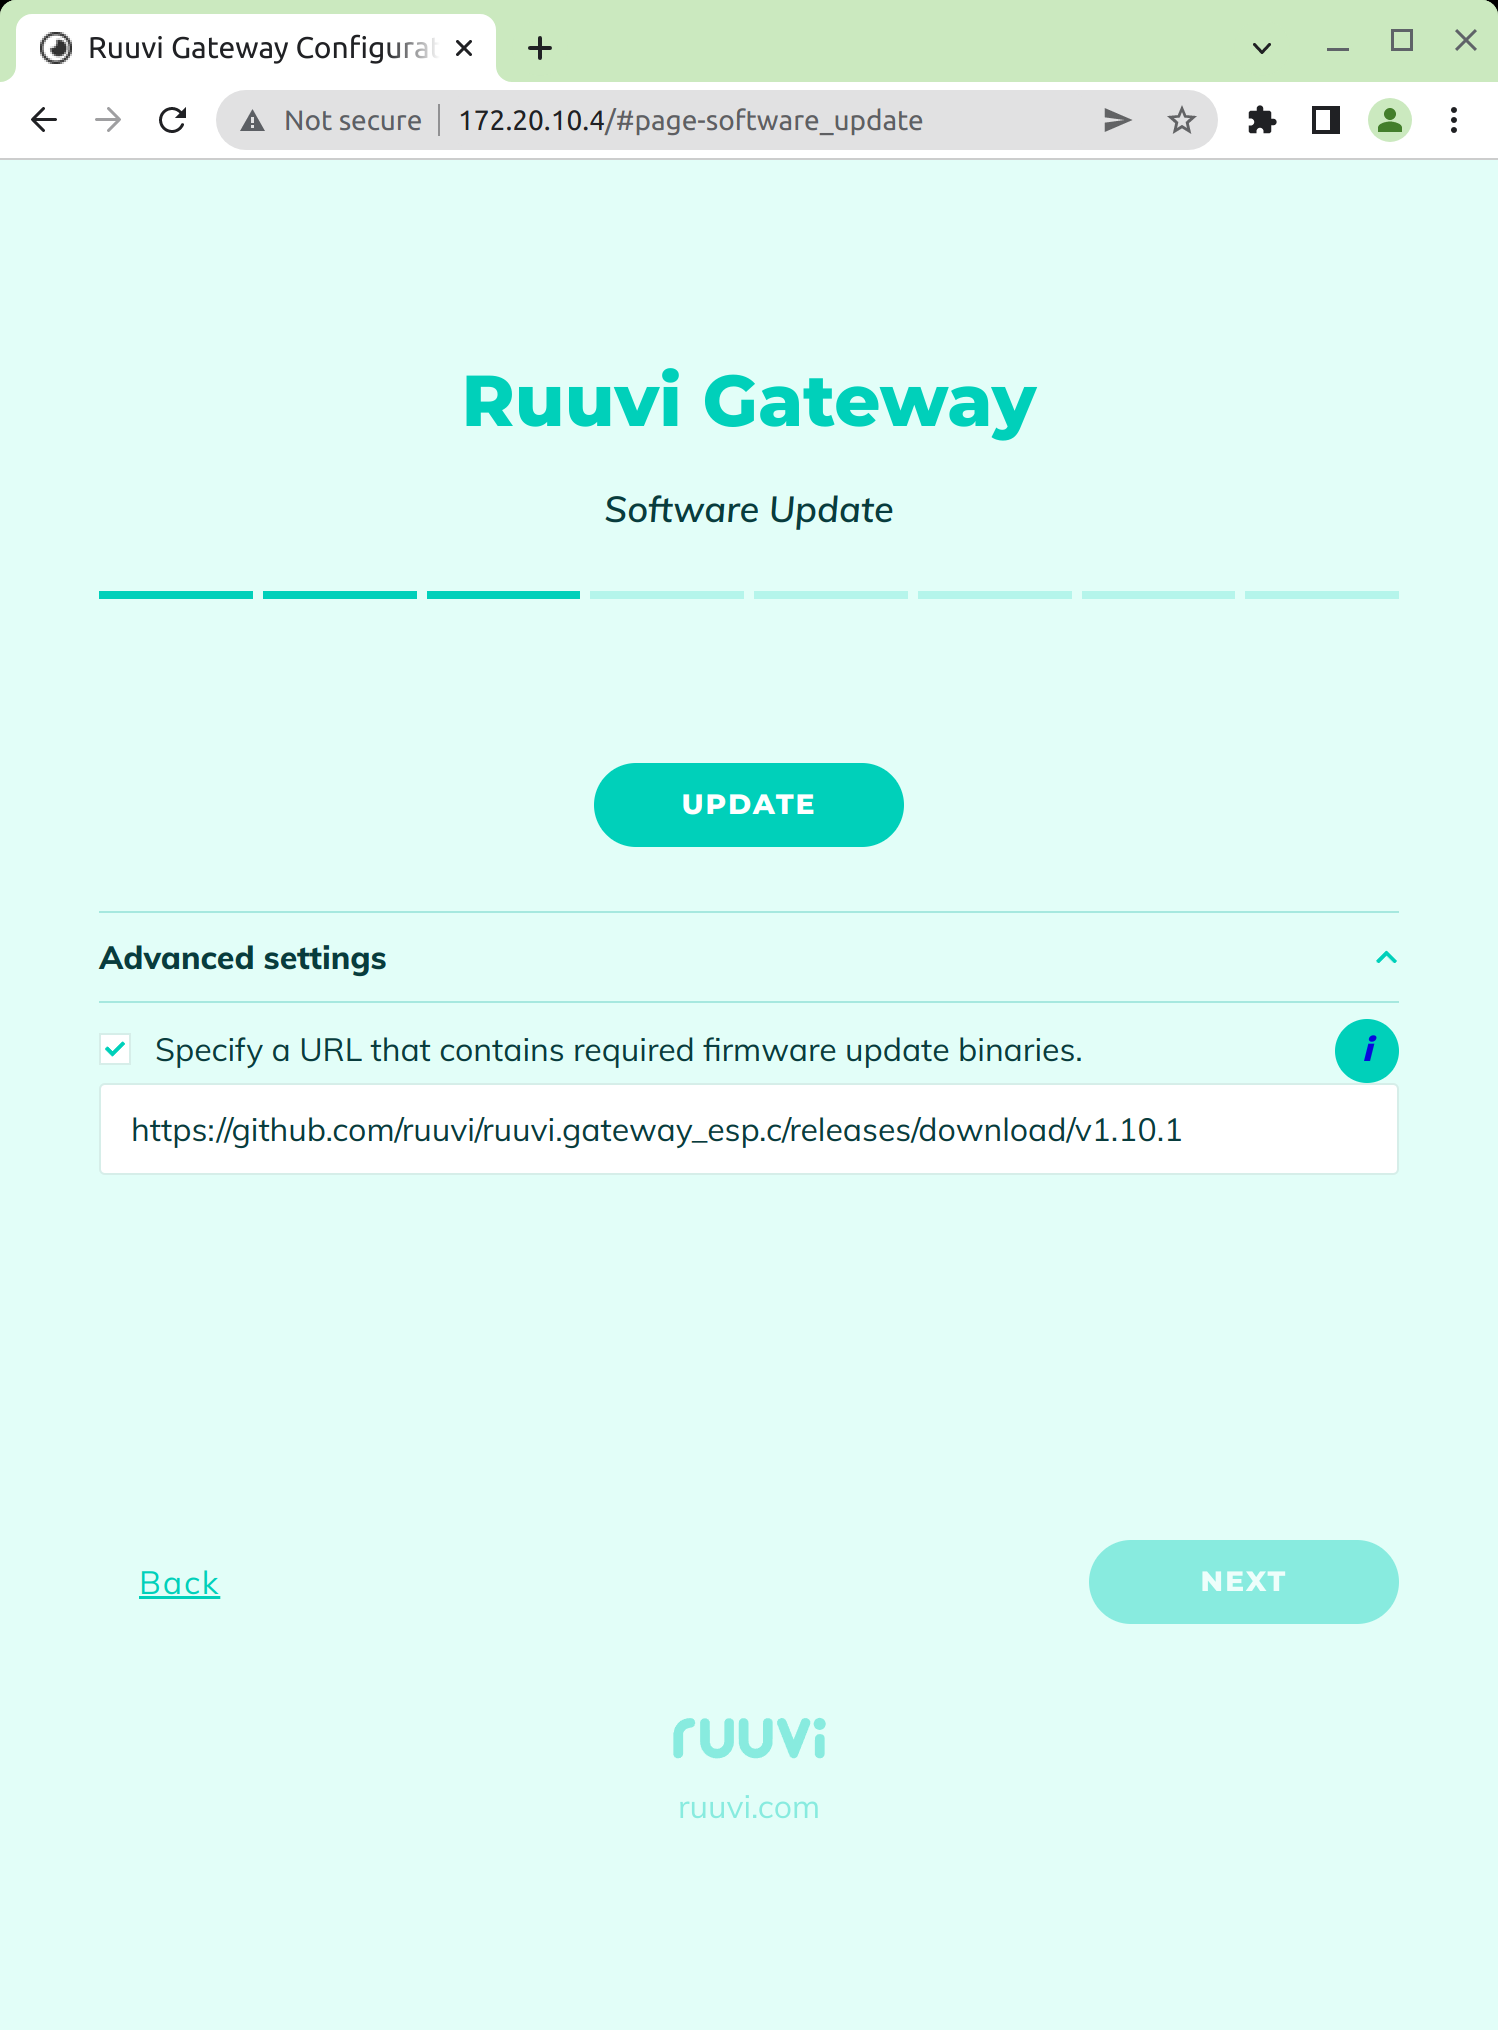 Ruuvi Gateway Configurat
Not secure 172.20.10.4/#page-software_update
Ruuvi Gateway
Software Update
UPDATE
Advanced settings
Specify a URL that contains required firmware update binaries.
i
https://github.com/ruuvi/ruuvi.gateway_esp.c/releases/download/v1.10.1
Back
NEXT
ruuvi
ruuvi.com